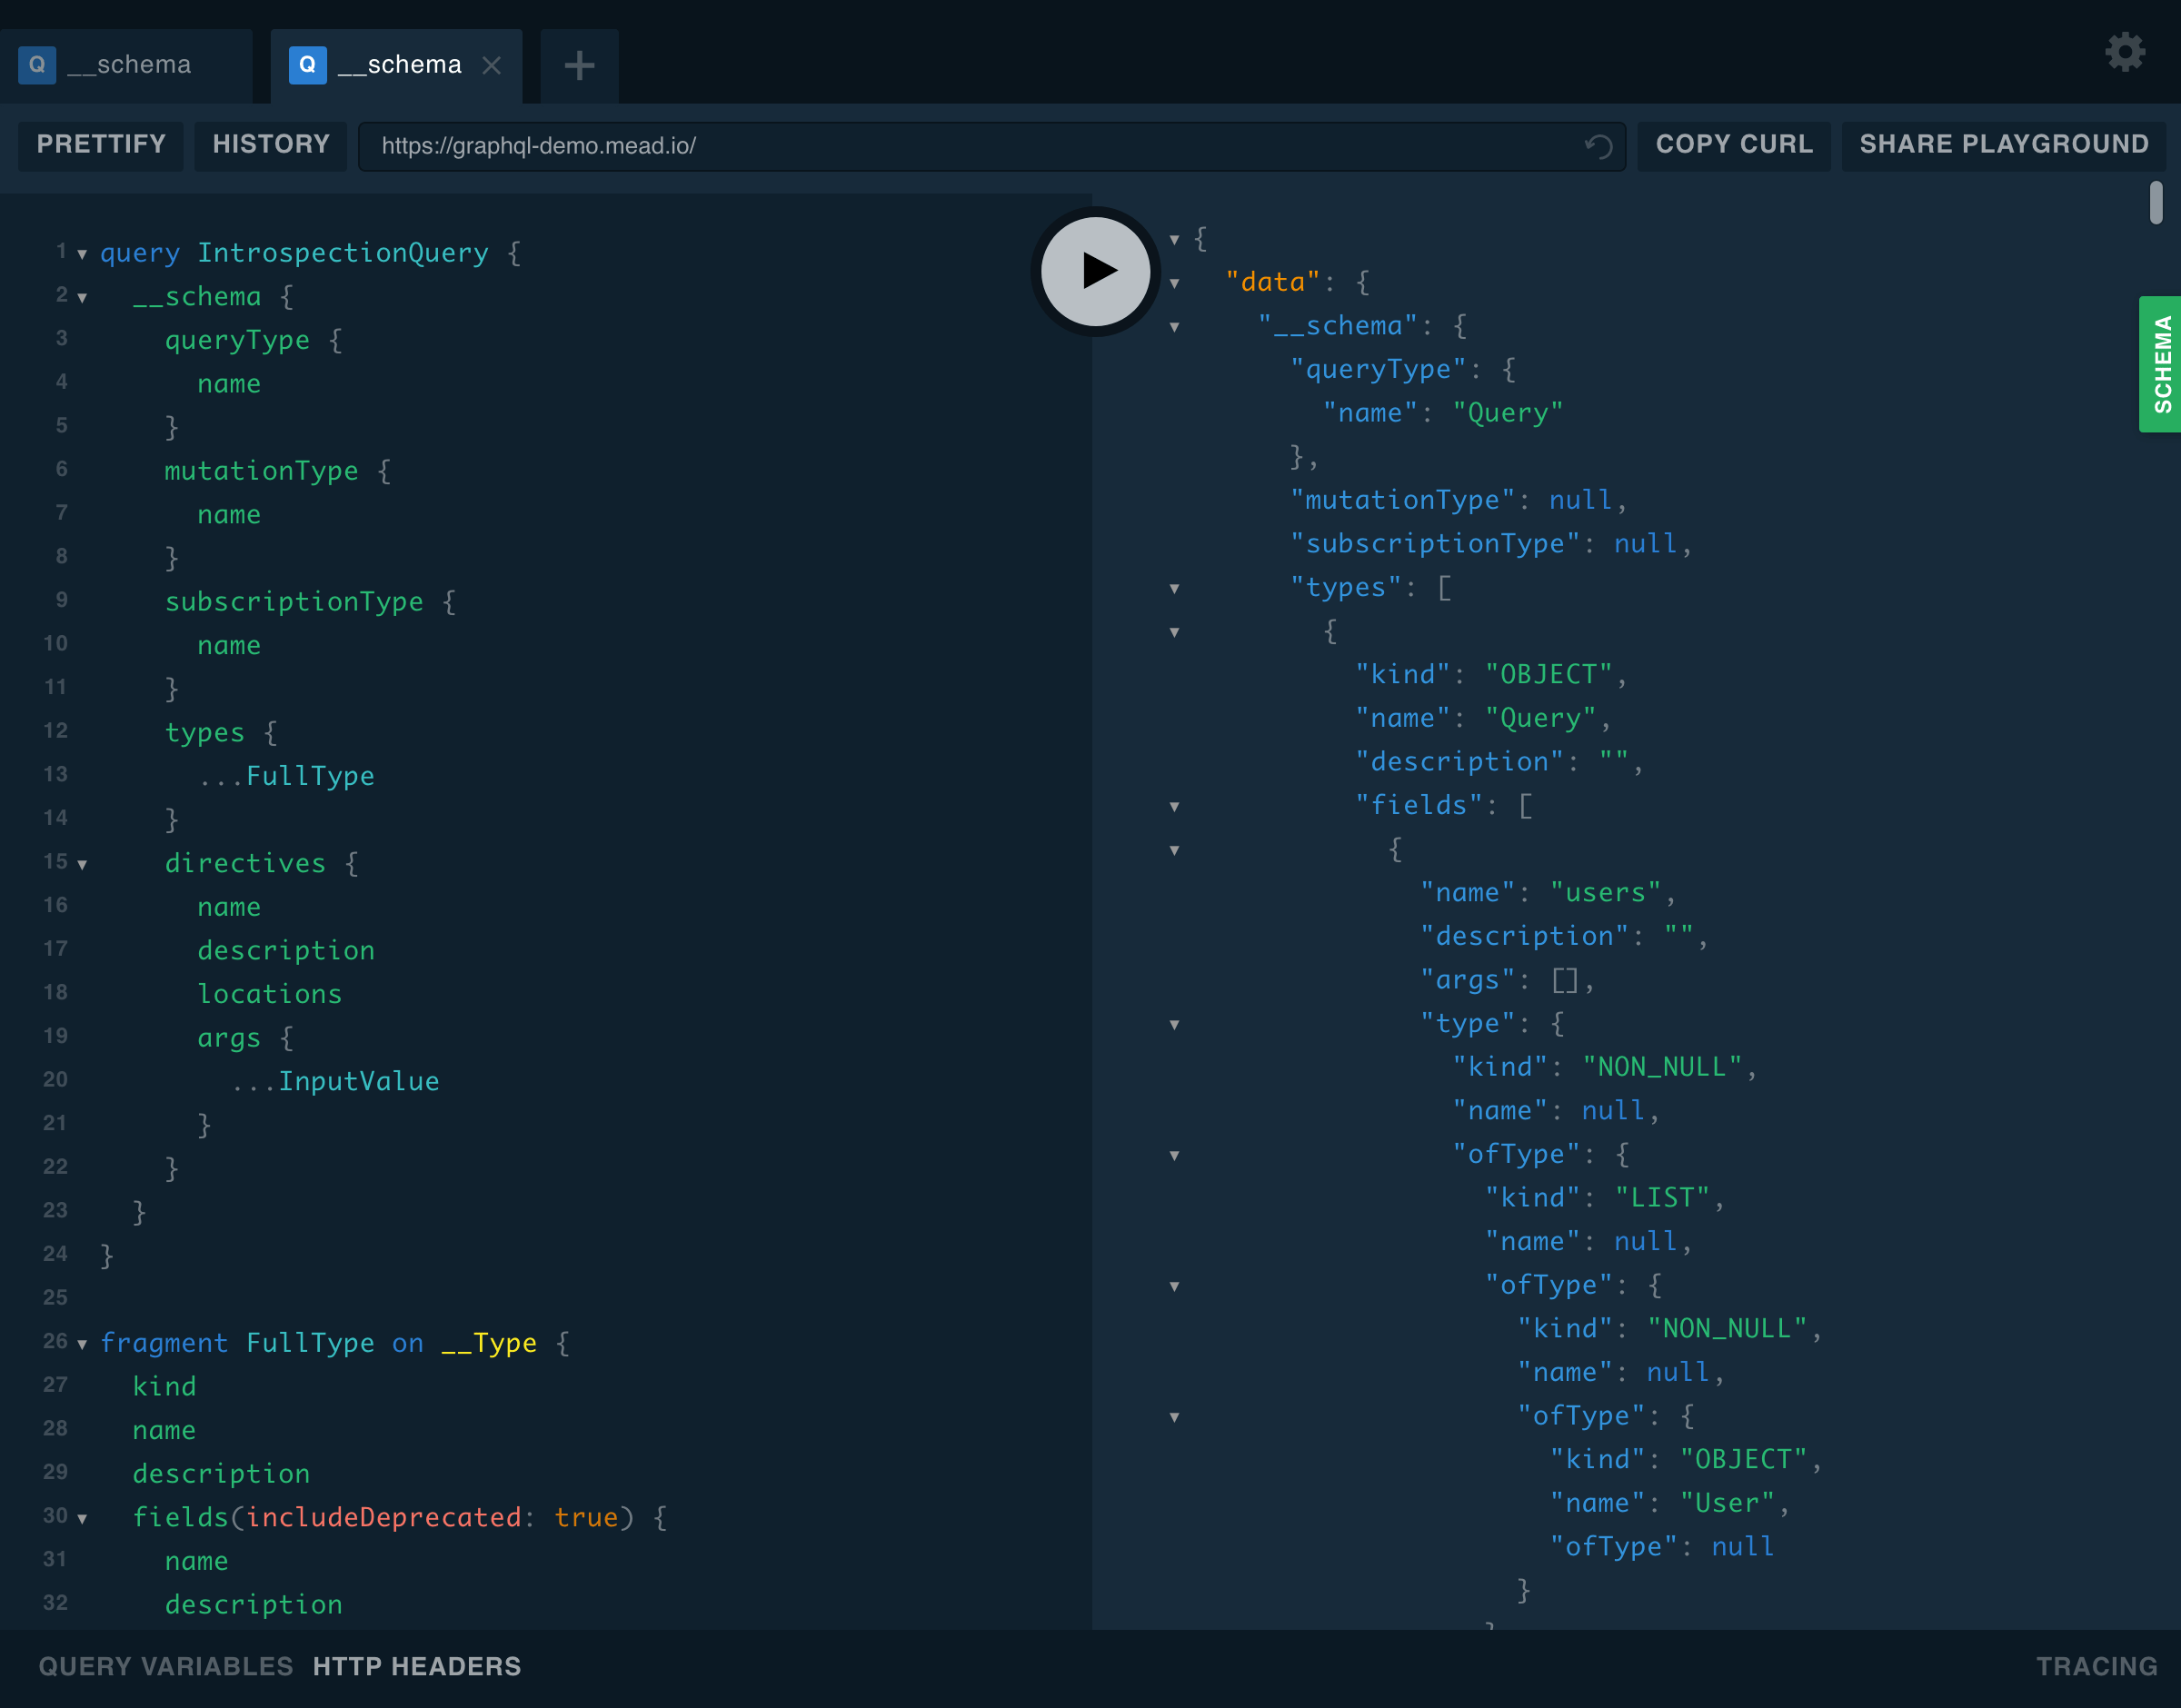 Q __schema
Q __schema
PRETTIFY HISTORY https://graphql-demo.mead.io/ COPY CURL SHARE PLAYGROUND
1 query IntrospectionQuery {
2 __schema {
3 queryType {
4 name
5 }
6 mutationType {
7 name
8 }
9 subscriptionType {
10 name
11 }
12 types {
13 ...FullType
14 }
15 directives {
16 name
17 description
18 locations
19 args {
20 ...InputValue
21 }
22 }
23 }
24 }
25
26 fragment FullType on __Type {
27 kind
28 name
29 description
30 fields(includeDeprecated: true) {
31 name
32 description
{
"data": {
"__schema": {
"queryType": {
"name": "Query"
},
"mutationType": null,
"subscriptionType": null,
"types": [
{
"kind": "OBJECT",
"name": "Query",
"description": "",
"fields": [
{
"name": "users",
"description": "",
"args": [],
"type": {
"kind": "NON_NULL",
"name": null,
"ofType": {
"kind": "LIST",
"name": null,
"ofType": {
"kind": "NON_NULL",
"name": null,
"ofType": {
"kind": "OBJECT",
"name": "User",
"ofType": null
}
}
SCHEMA
QUERY VARIABLES HTTP HEADERS
TRACING